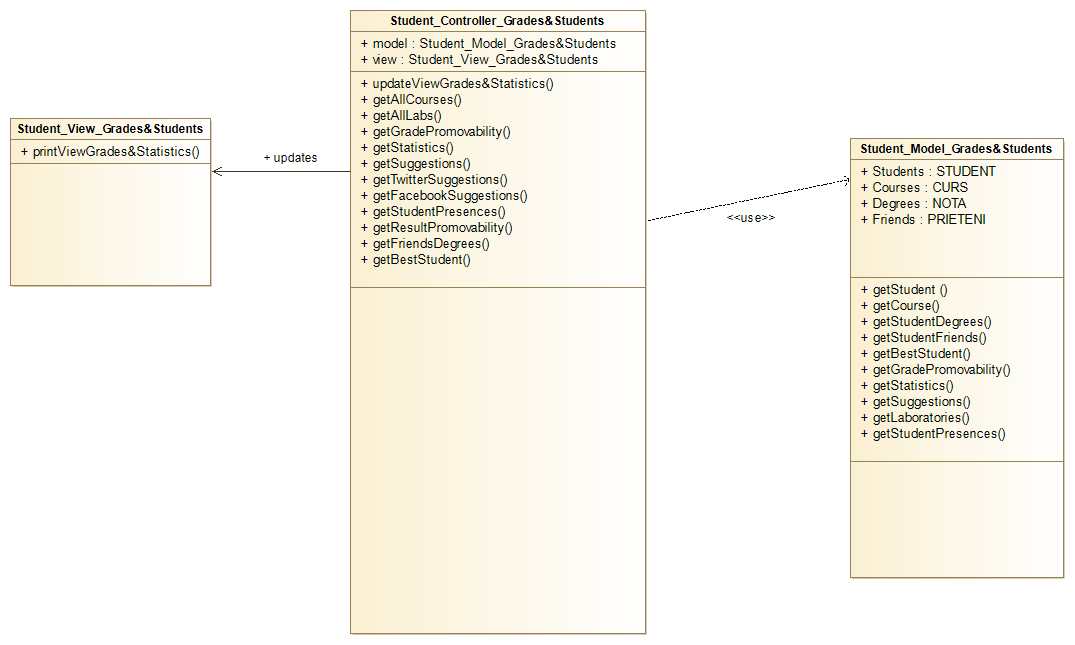 Student_View_Grades&Students
+ printViewGrades&Statistics()
+ updates
Student_Controller_Grades&Students
+ model : Student_Model_Grades&Students
+ view : Student_View_Grades&Students
+ updateViewGrades&Statistics()
+ getAllCourses()
+ getAllLabs()
+ getGradePromovability()
+ getStatistics()
+ getSuggestions()
+ getTwitterSuggestions()
+ getFacebookSuggestions()
+ getStudentPresences()
+ getResultPromovability()
+ getFriendsDegrees()
+ getBestStudent()
<<use>>
Student_Model_Grades&Students
+ Students : STUDENT
+ Courses : CURS
+ Degrees : NOTA
+ Friends : PRIETENI
+ getStudent ()
+ getCourse()
+ getStudentDegrees()
+ getStudentFriends()
+ getBestStudent()
+ getGradePromovability()
+ getStatistics()
+ getSuggestions()
+ getLaboratories()
+ getStudentPresences()